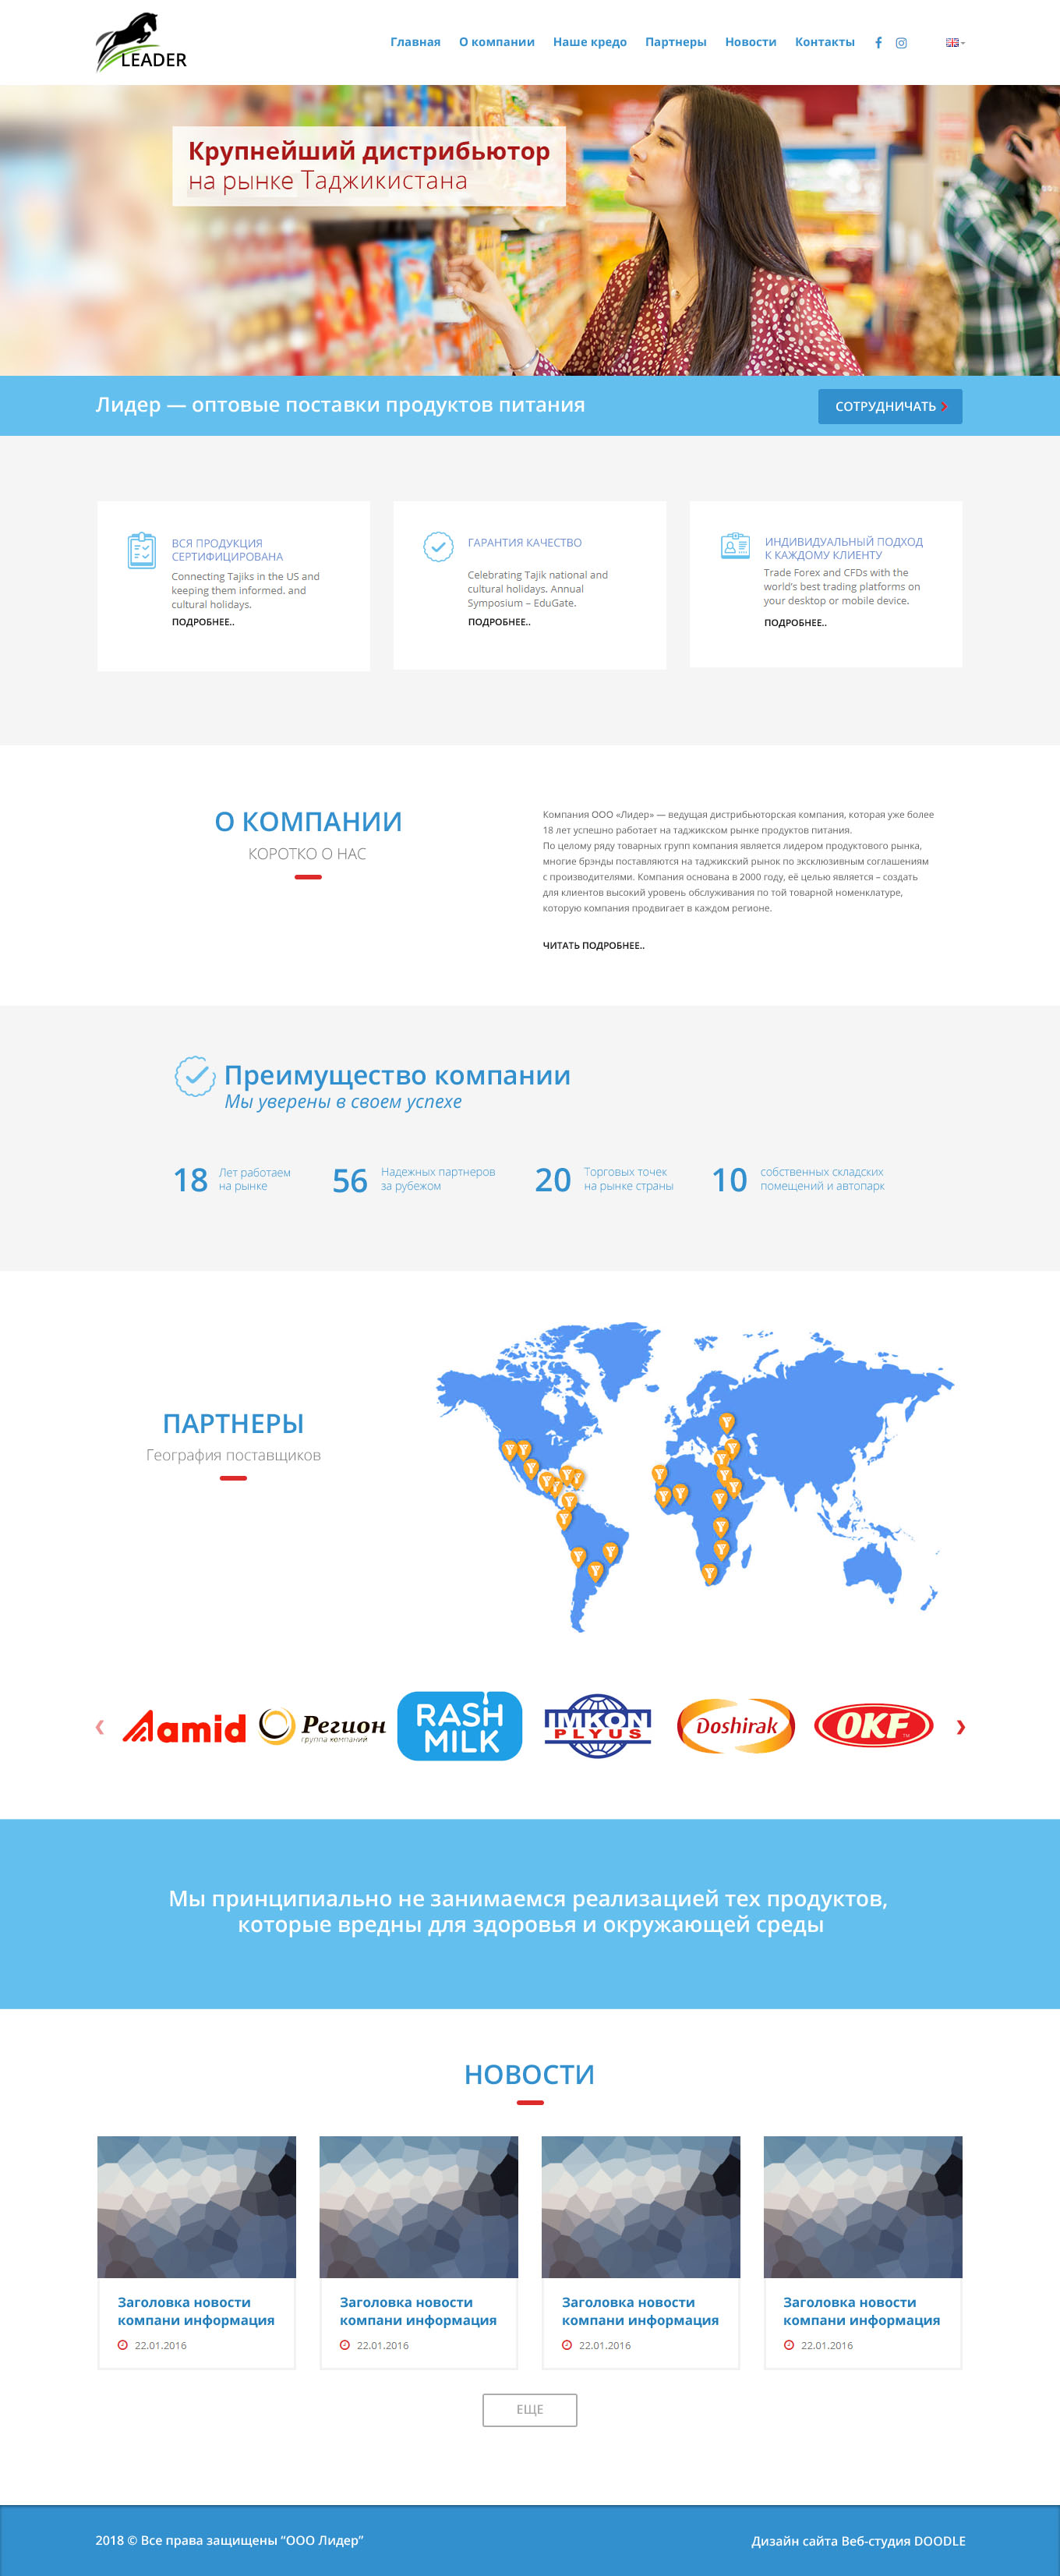 LEADER
Главная О компании Наше кредо Партнеры Новости Контакты
Крупнейший дистрибьютор
на рынке Таджикистана
Лидер — оптовые поставки продуктов питания
СОТРУДНИЧАТЬ
ВСЯ ПРОДУКЦИЯ
СЕРТИФИЦИРОВАНА
Connecting Tajiks in the US and
keeping them informed. and
cultural holidays.
ПОДРОБНЕЕ..
ГАРАНТИЯ КАЧЕСТВО
Celebrating Tajik national and
cultural holidays. Annual
Symposium – EduGate.
ПОДРОБНЕЕ..
ИНДИВИДУАЛЬНЫЙ ПОДХОД
К КАЖДОМУ КЛИЕНТУ
Trade Forex and CFDs with the
world's best trading platforms on
your desktop or mobile device.
ПОДРОБНЕЕ..
О КОМПАНИИ
КОРОТКО О НАС
Компания ООО «Лидер» — ведущая дистрибьюторская компания, которая уже более
18 лет успешно работает на таджикском рынке продуктов питания.
По целому ряду товарных групп компания является лидером продуктового рынка,
многие брэнды поставляются на таджикский рынок по эксклюзивным соглашениям
с производителями. Компания основана в 2000 году, её целью является – создать
для клиентов высокий уровень обслуживания по той товарной номенклатуре,
которую компания продвигает в каждом регионе.
ЧИТАТЬ ПОДРОБНЕЕ..
Преимущество компании
Мы уверены в своем успехе
18
Лет работаем
на рынке
56
Надежных партнеров
за рубежом
20
Торговых точек
на рынке страны
10
собственных складских
помещений и автопарк
ПАРТНЕРЫ
География поставщиков
amid
Регион
группа компаний
RASH
MILK
IMKON
PLYUS
Doshirak
OKF
TM
Мы принципиально не занимаемся реализацией тех продуктов,
которые вредны для здоровья и окружающей среды
НОВОСТИ
Заголовка новости
компани информация
22.01.2016
Заголовка новости
компани информация
22.01.2016
Заголовка новости
компани информация
22.01.2016
Заголовка новости
компани информация
22.01.2016
ЕЩЕ
2018 © Все права защищены “ООО Лидер”
Дизайн сайта Веб-студия DOODLE